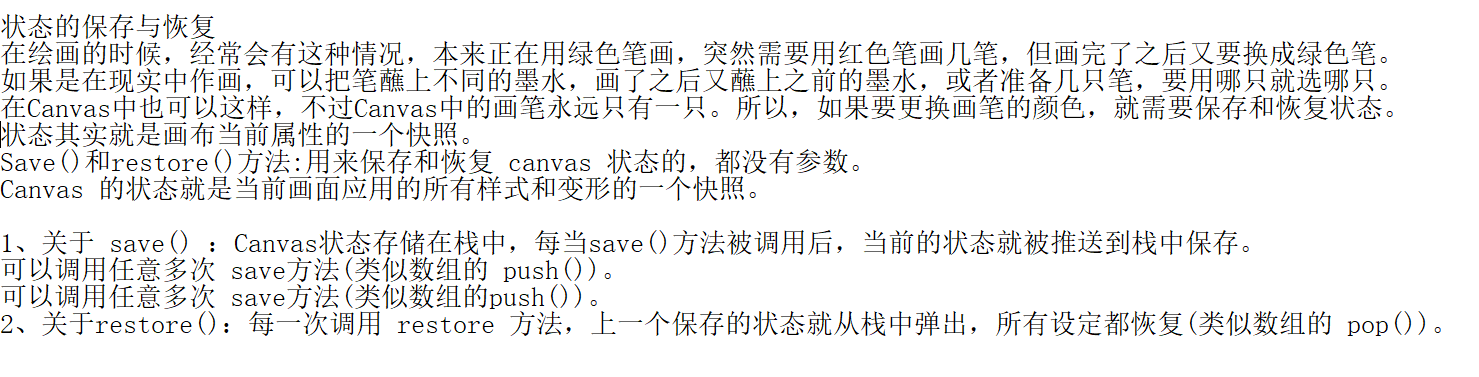 状态的保存与恢复
在绘画的时候，经常会有这种情况，本来正在用绿色笔画，突然需要用红色笔画几笔，但画完了之后又要换成绿色笔。
如果是在现实中作画，可以把笔蘸上不同的墨水，画了之后又蘸上之前的墨水，或者准备几只笔，要用哪只就选哪只。
在Canvas中也可以这样，不过Canvas中的画笔永远只有一只。所以，如果要更换画笔的颜色，就需要保存和恢复状态。
状态其实就是画布当前属性的一个快照。
Save()和restore()方法:用来保存和恢复 canvas 状态的，都没有参数。
Canvas 的状态就是当前画面应用的所有样式和变形的一个快照。
1、关于 save() ：Canvas状态存储在栈中，每当save()方法被调用后，当前的状态就被推送到栈中保存。
可以调用任意多次 save方法(类似数组的 push())。
可以调用任意多次 save方法(类似数组的push())。
2、关于restore()：每一次调用 restore 方法，上一个保存的状态就从栈中弹出，所有设定都恢复(类似数组的 pop())。